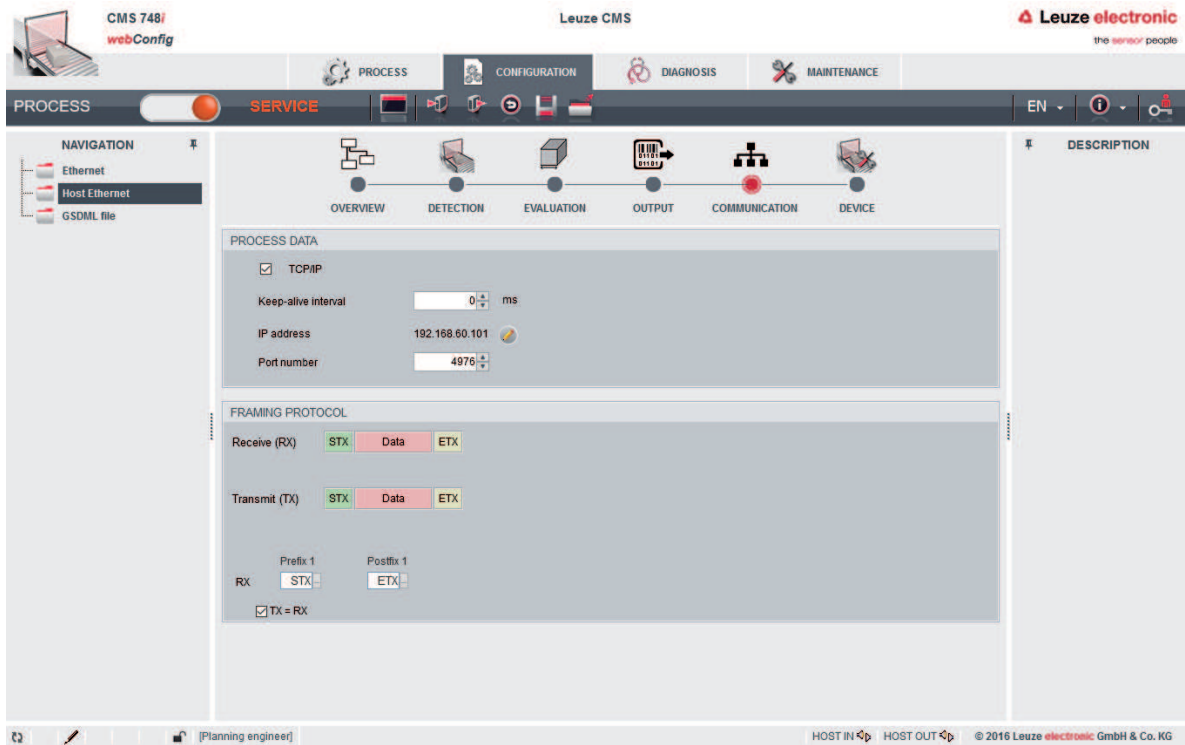 CMS 748i
webConfig
Leuze CMS
Leuze electronic
the sensor people
PROCESS
CONFIGURATION
DIAGNOSIS
MAINTENANCE
PROCESS
SERVICE
EN
NAVIGATION
Ethernet
Host Ethernet
GSDML file
OVERVIEW
DETECTION
EVALUATION
OUTPUT
COMMUNICATION
DEVICE
DESCRIPTION
PROCESS DATA
TCP/IP
Keep-alive interval 0 ms
IP address 192.168.60.101
Port number 4976
FRAMING PROTOCOL
Receive (RX) STX Data ETX
Transmit (TX) STX Data ETX
Prefix 1 Postfix 1
RX STX ETX
TX = RX
[Planning engineer]
HOST IN HOST OUT © 2016 Leuze electronic GmbH & Co. KG